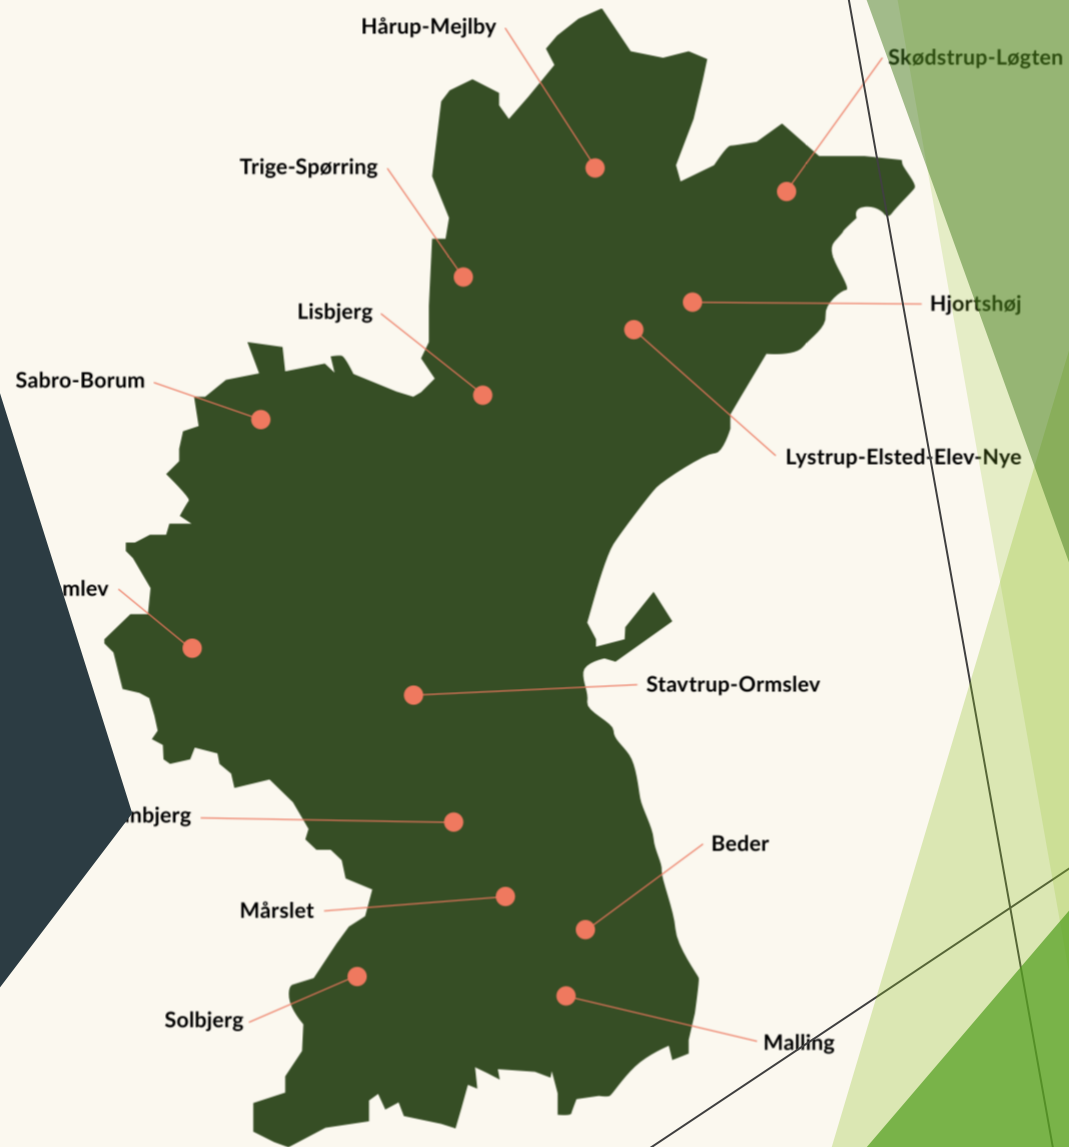 Hårup-Mejlby
Skødstrup-Løgten
Trige-Spørring
Hjortshøj
Lisbjerg
Sabro-Borum
Lystrup-Elsted-Elev-Nye
mlev
Stavtrup-Ormslev
bjerg
Beder
Mårslet
Solbjerg
Malling